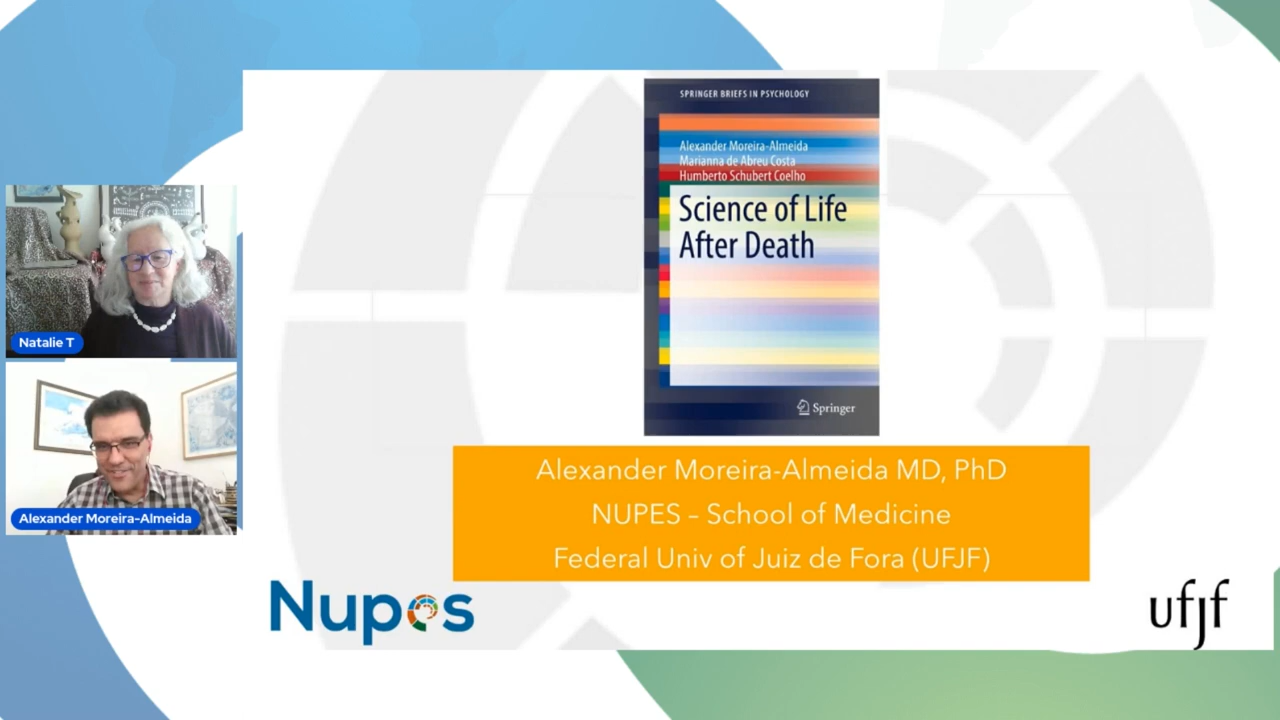 SPRINGER BRIEFS IN PSYCHOLOGY
Alexander Moreira-Almeida
Marianna de Abreu Costa
Humberto Schubert Coelho
Science of Life
After Death
Springer
Natalie T
Alexander Moreira-Almeida
Alexander Moreira-Almeida MD, PhD
NUPES – School of Medicine
Federal Univ of Juiz de Fora (UFJF)
Nupes
ufjf